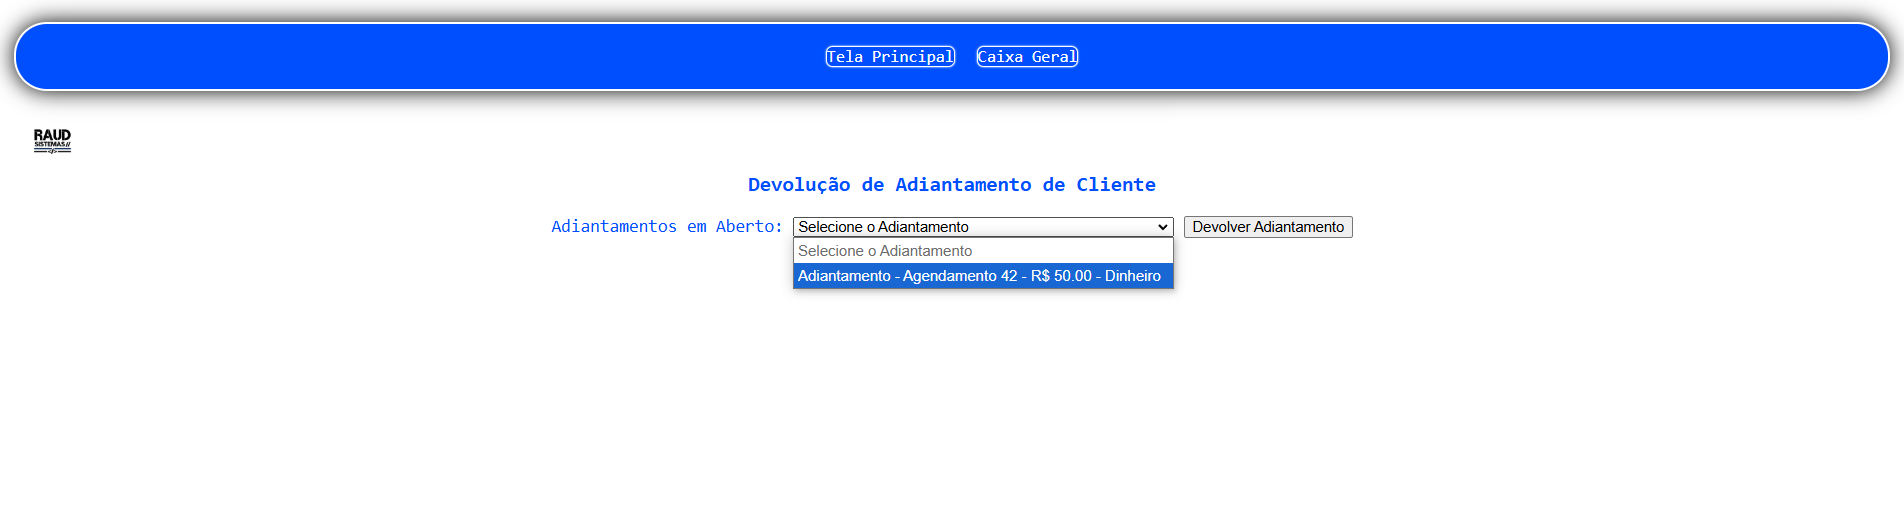 Tela Principal Caixa Geral
RAUD
SISTEMAS//
</>
Devolução de Adiantamento de Cliente
Adiantamentos em Aberto: Selecione o Adiantamento Devolver Adiantamento
Selecione o Adiantamento
Adiantamento - Agendamento 42 - R$ 50.00 - Dinheiro